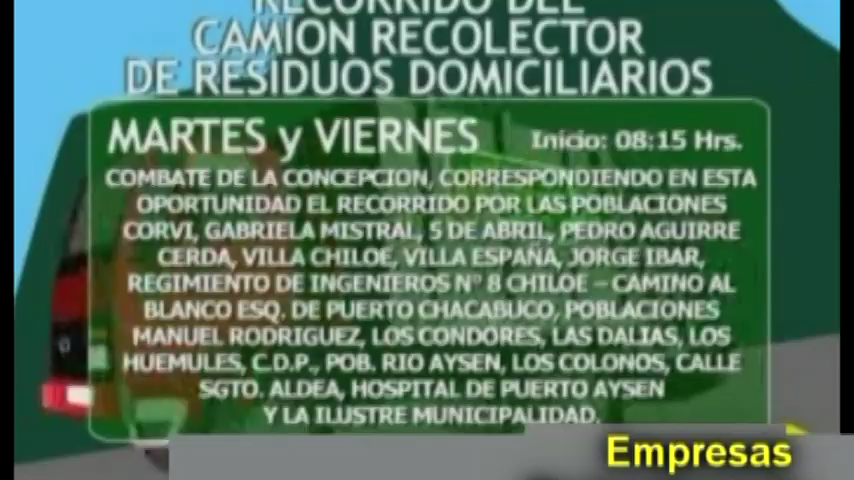 RECORRIDO DEL
CAMION RECOLECTOR
DE RESIDUOS DOMICILIARIOS
MARTES y VIERNES
Inicio: 08:15 Hrs.
COMBATE DE LA CONCEPCION, CORRESPONDIENDO EN ESTA
OPORTUNIDAD EL RECORRIDO POR LAS POBLACIONES
CORVI, GABRIELA MISTRAL, 5 DE ABRIL, PEDRO AGUIRRE
CERDA, VILLA CHILOE, VILLA ESPAÑA, JORGE IBAR,
REGIMIENTO DE INGENIEROS Nº 8 CHILOE – CAMINO AL
BLANCO ESQ. DE PUERTO CHACABUCO, POBLACIONES
MANUEL RODRIGUEZ, LOS CONDORES, LAS DALIAS, LOS
HUEMULES, C.D.P., POB. RIO AYSEN, LOS COLONOS, CALLE
SGTO. ALDEA, HOSPITAL DE PUERTO AYSEN
Y LA ILUSTRE MUNICIPALIDAD.
Empresas